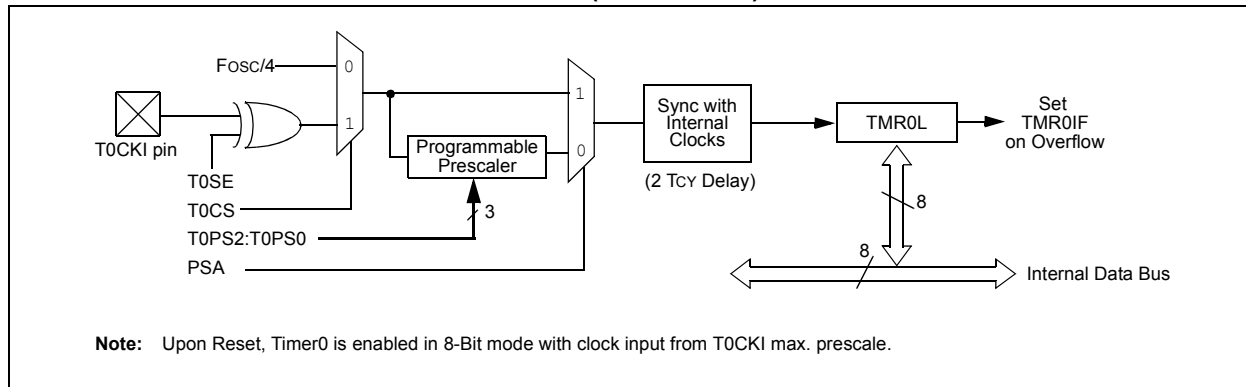 FOSC/4
0
1
T0CKI pin
T0SE
T0CS
T0PS2:T0PS0
PSA
Programmable
Prescaler
3
1
0
Sync with
Internal
Clocks
(2 TCY Delay)
TMR0L
Set
TMR0IF
on Overflow
8
8
Internal Data Bus
Note: Upon Reset, Timer0 is enabled in 8-Bit mode with clock input from T0CKI max. prescale.